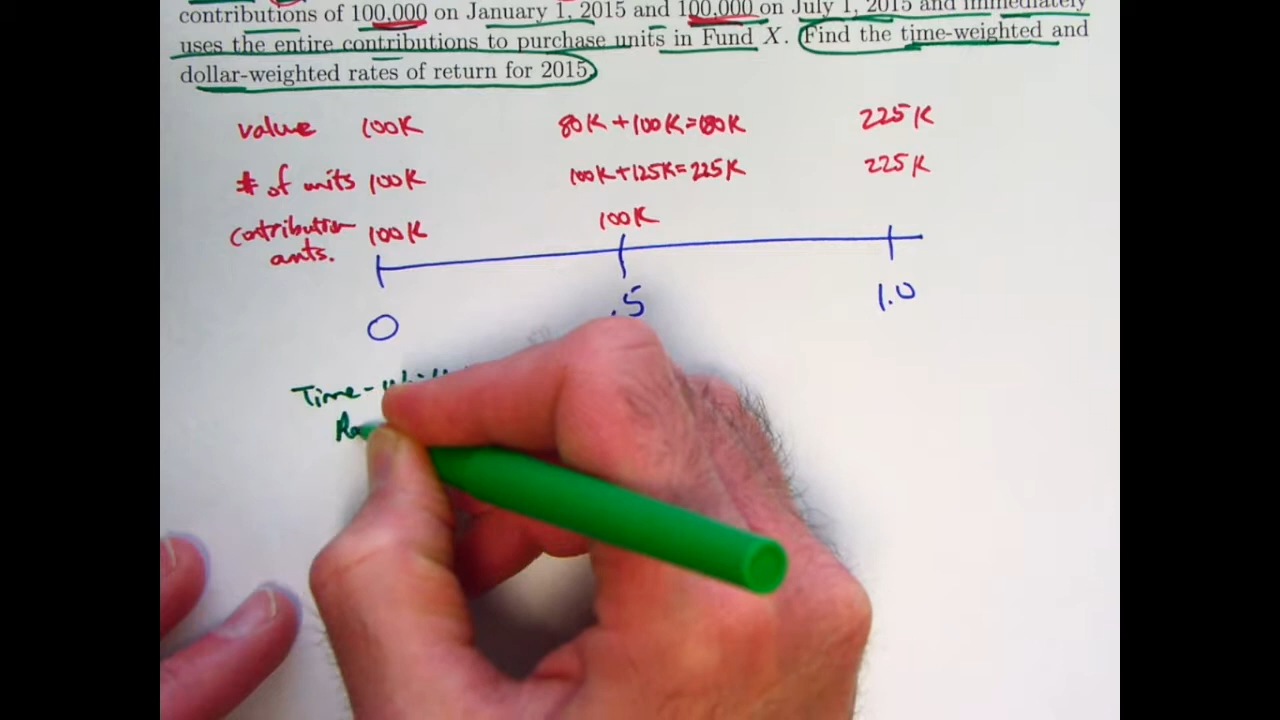 contributions of 100,000 on January 1, 2015 and 100,000 on July 1, 2015 and immediately
uses the entire contributions to purchase units in Fund X. Find the time-weighted and
dollar-weighted rates of return for 2015.
value 100K 80K+100K=180K 225K
# of units 100K 100K+125K=225K 225K
contribution 100K 100K
amts.
0 .5 1.0
Time-